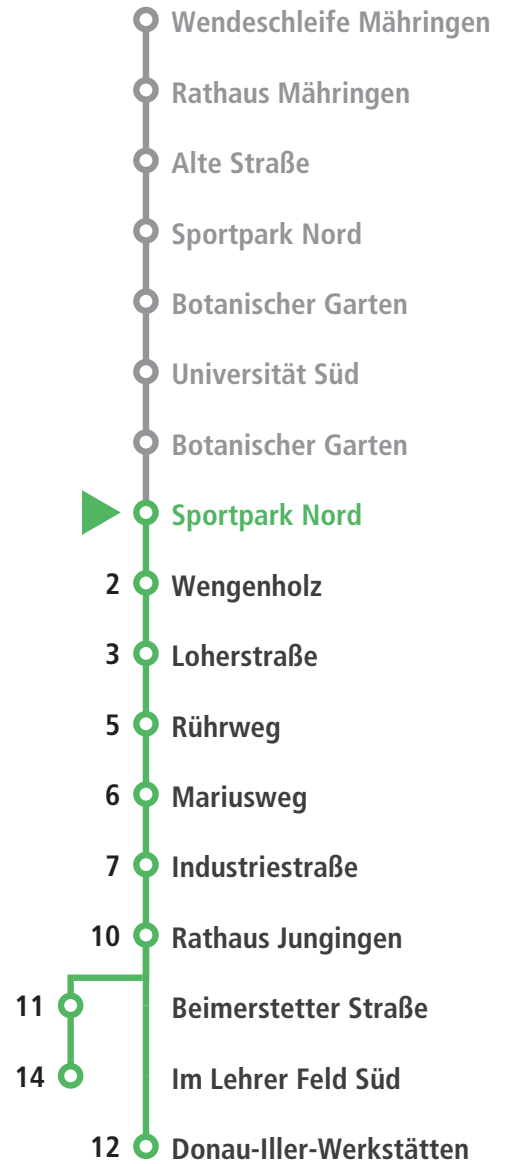 Wendeschleife Mähringen
Rathaus Mähringen
Alte Straße
Sportpark Nord
Botanischer Garten
Universität Süd
Botanischer Garten
Sportpark Nord
2 Wengenholz
3 Loherstraße
5 Rührweg
6 Mariusweg
7 Industriestraße
10 Rathaus Jungingen
11 Beimerstetter Straße
14 Im Lehrer Feld Süd
12 Donau-Iller-Werkstätten